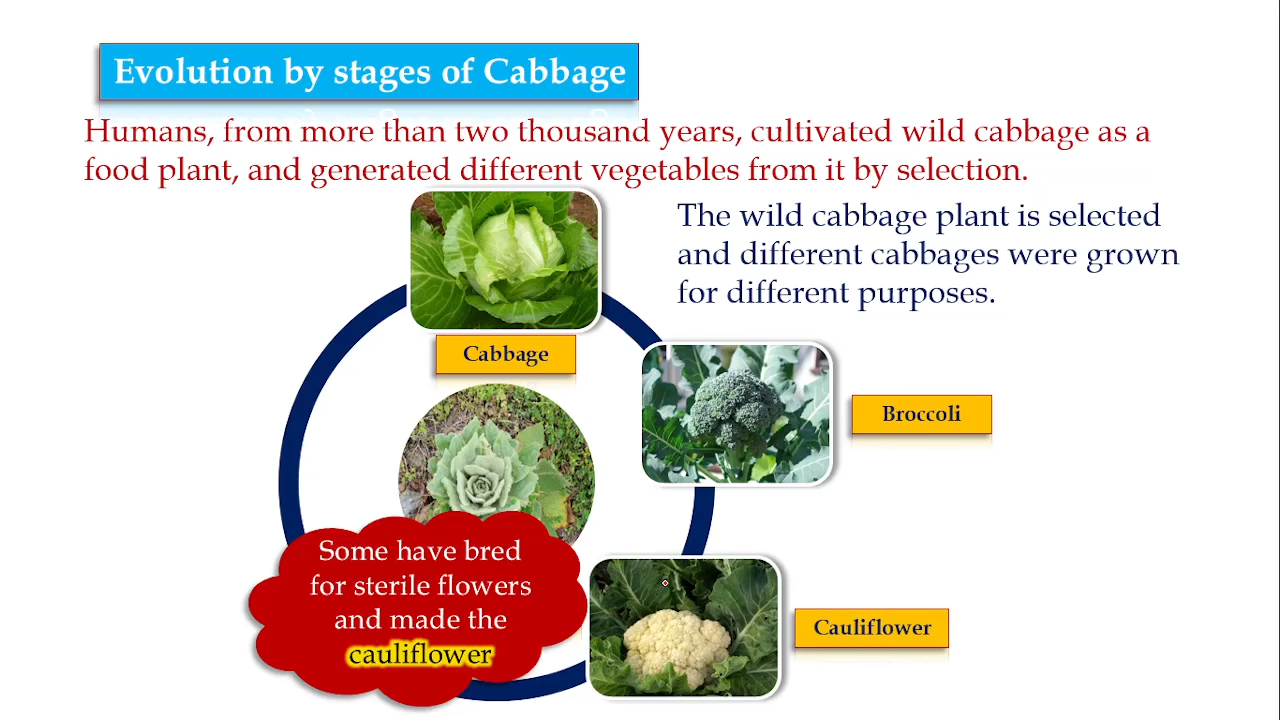 Evolution by stages of Cabbage
Humans, from more than two thousand years, cultivated wild cabbage as a
food plant, and generated different vegetables from it by selection.
The wild cabbage plant is selected
and different cabbages were grown
for different purposes.
Cabbage
Broccoli
Some have bred
for sterile flowers
and made the
cauliflower
Cauliflower